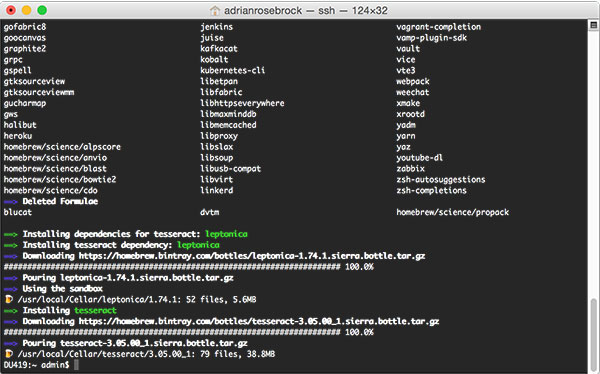 adrianrosebrock — ssh — 124×32
gofabric8 jenkins vagrant-completion
goocanvas juise vamp-plugin-sdk
graphite2 kafkacat vault
grpc kobalt vice
gspell kubernetes-cli vte3
gtksourceview libetpan webpack
gtksourceviewmm libfabric weechat
gucharmap libhttpseverywhere xmake
gws libmaxminddb xrootd
halibut libmemcached yadm
heroku libproxy yarn
homebrew/science/alpscore libslax yaz
homebrew/science/anvio libsoup youtube-dl
homebrew/science/blast libusb-compat zabbix
homebrew/science/bowtie2 libvirt zsh-autosuggestions
homebrew/science/cdo linkerd zsh-completions
==> Deleted Formulae
blucat dvtm homebrew/science/propack
==> Installing dependencies for tesseract: leptonica
==> Installing tesseract dependency: leptonica
==> Downloading https://homebrew.bintray.com/bottles/leptonica-1.74.1.sierra.bottle.tar.gz
######################################################################## 100.0%
==> Pouring leptonica-1.74.1.sierra.bottle.tar.gz
==> Using the sandbox
🍺 /usr/local/Cellar/leptonica/1.74.1: 52 files, 5.6MB
==> Installing tesseract
==> Downloading https://homebrew.bintray.com/bottles/tesseract-3.05.00_1.sierra.bottle.tar.gz
######################################################################## 100.0%
==> Pouring tesseract-3.05.00_1.sierra.bottle.tar.gz
🍺 /usr/local/Cellar/tesseract/3.05.00_1: 79 files, 38.8MB
DU419:~ admin$